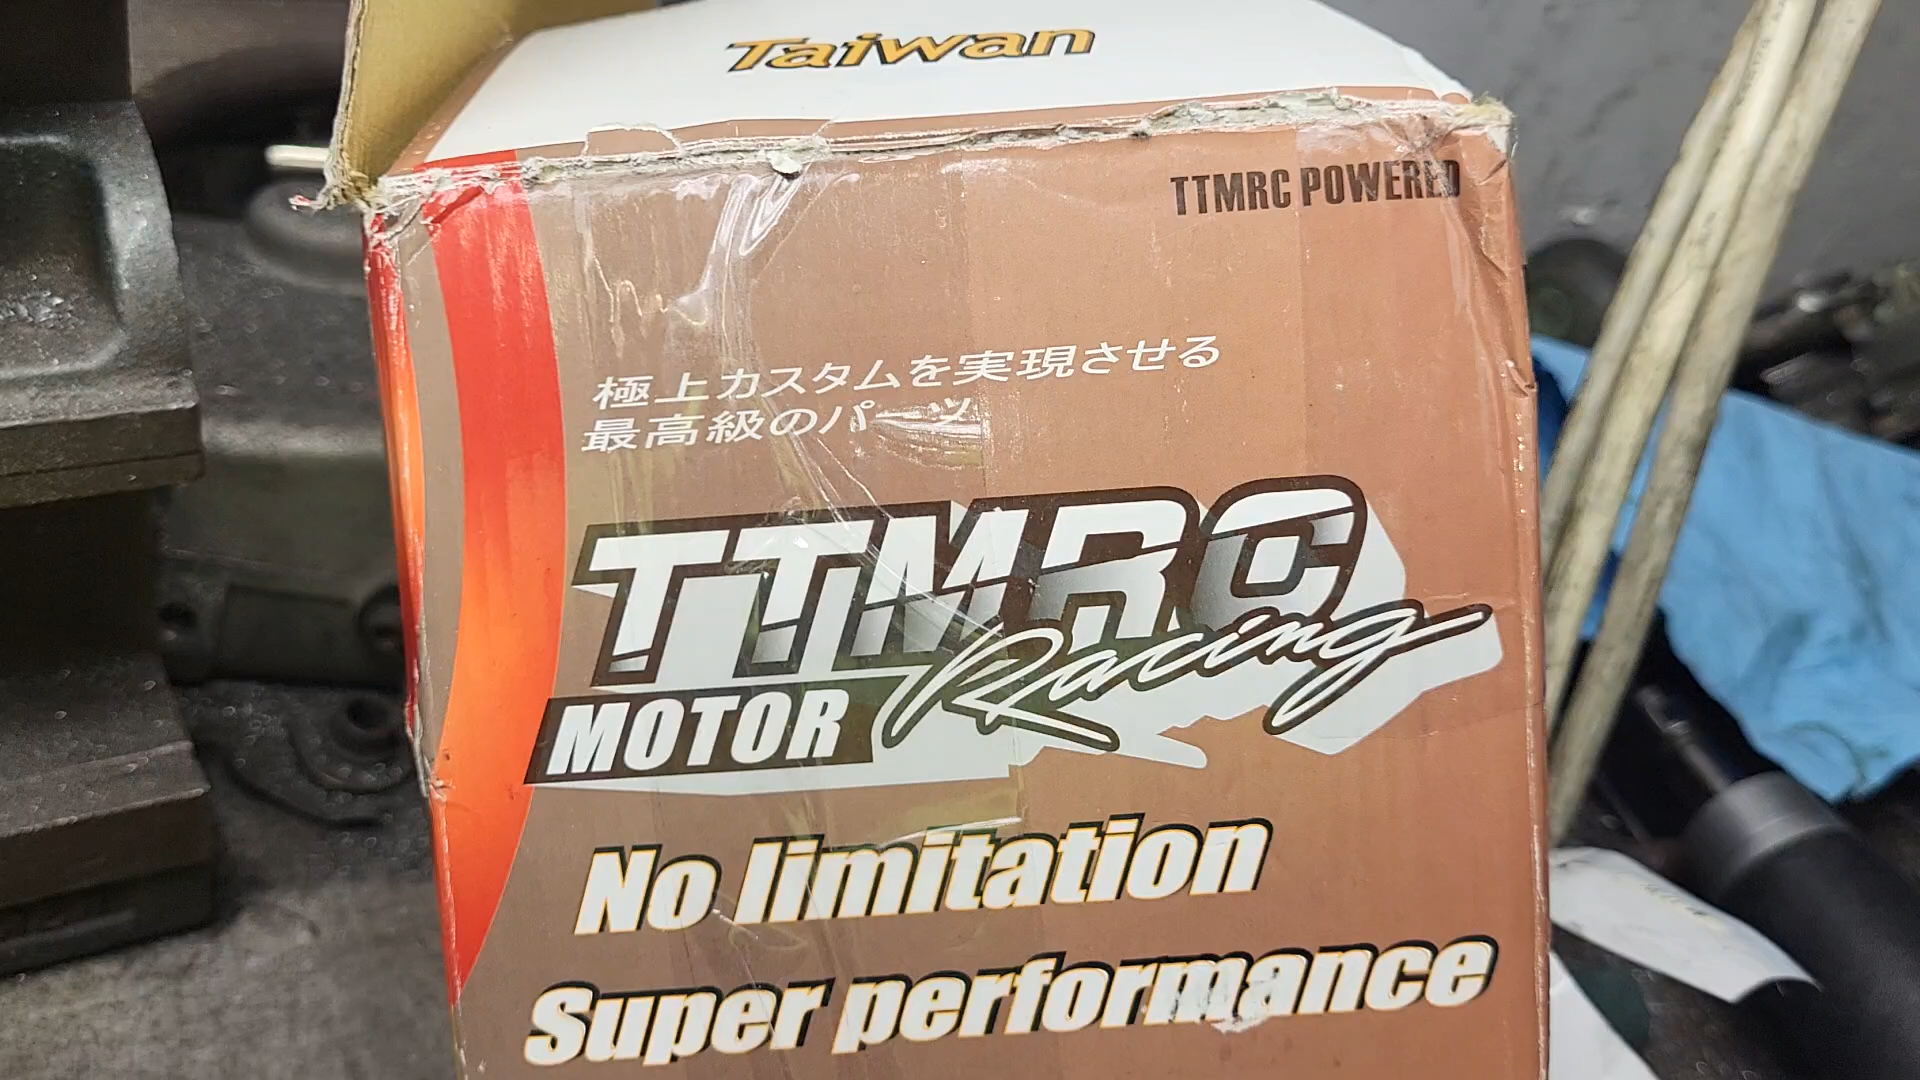 Taiwan
TTMRC POWERED
極上カスタムを実現させる
最高級のパーツ
TTMRC
Racing
MOTOR
No limitation
Super performance